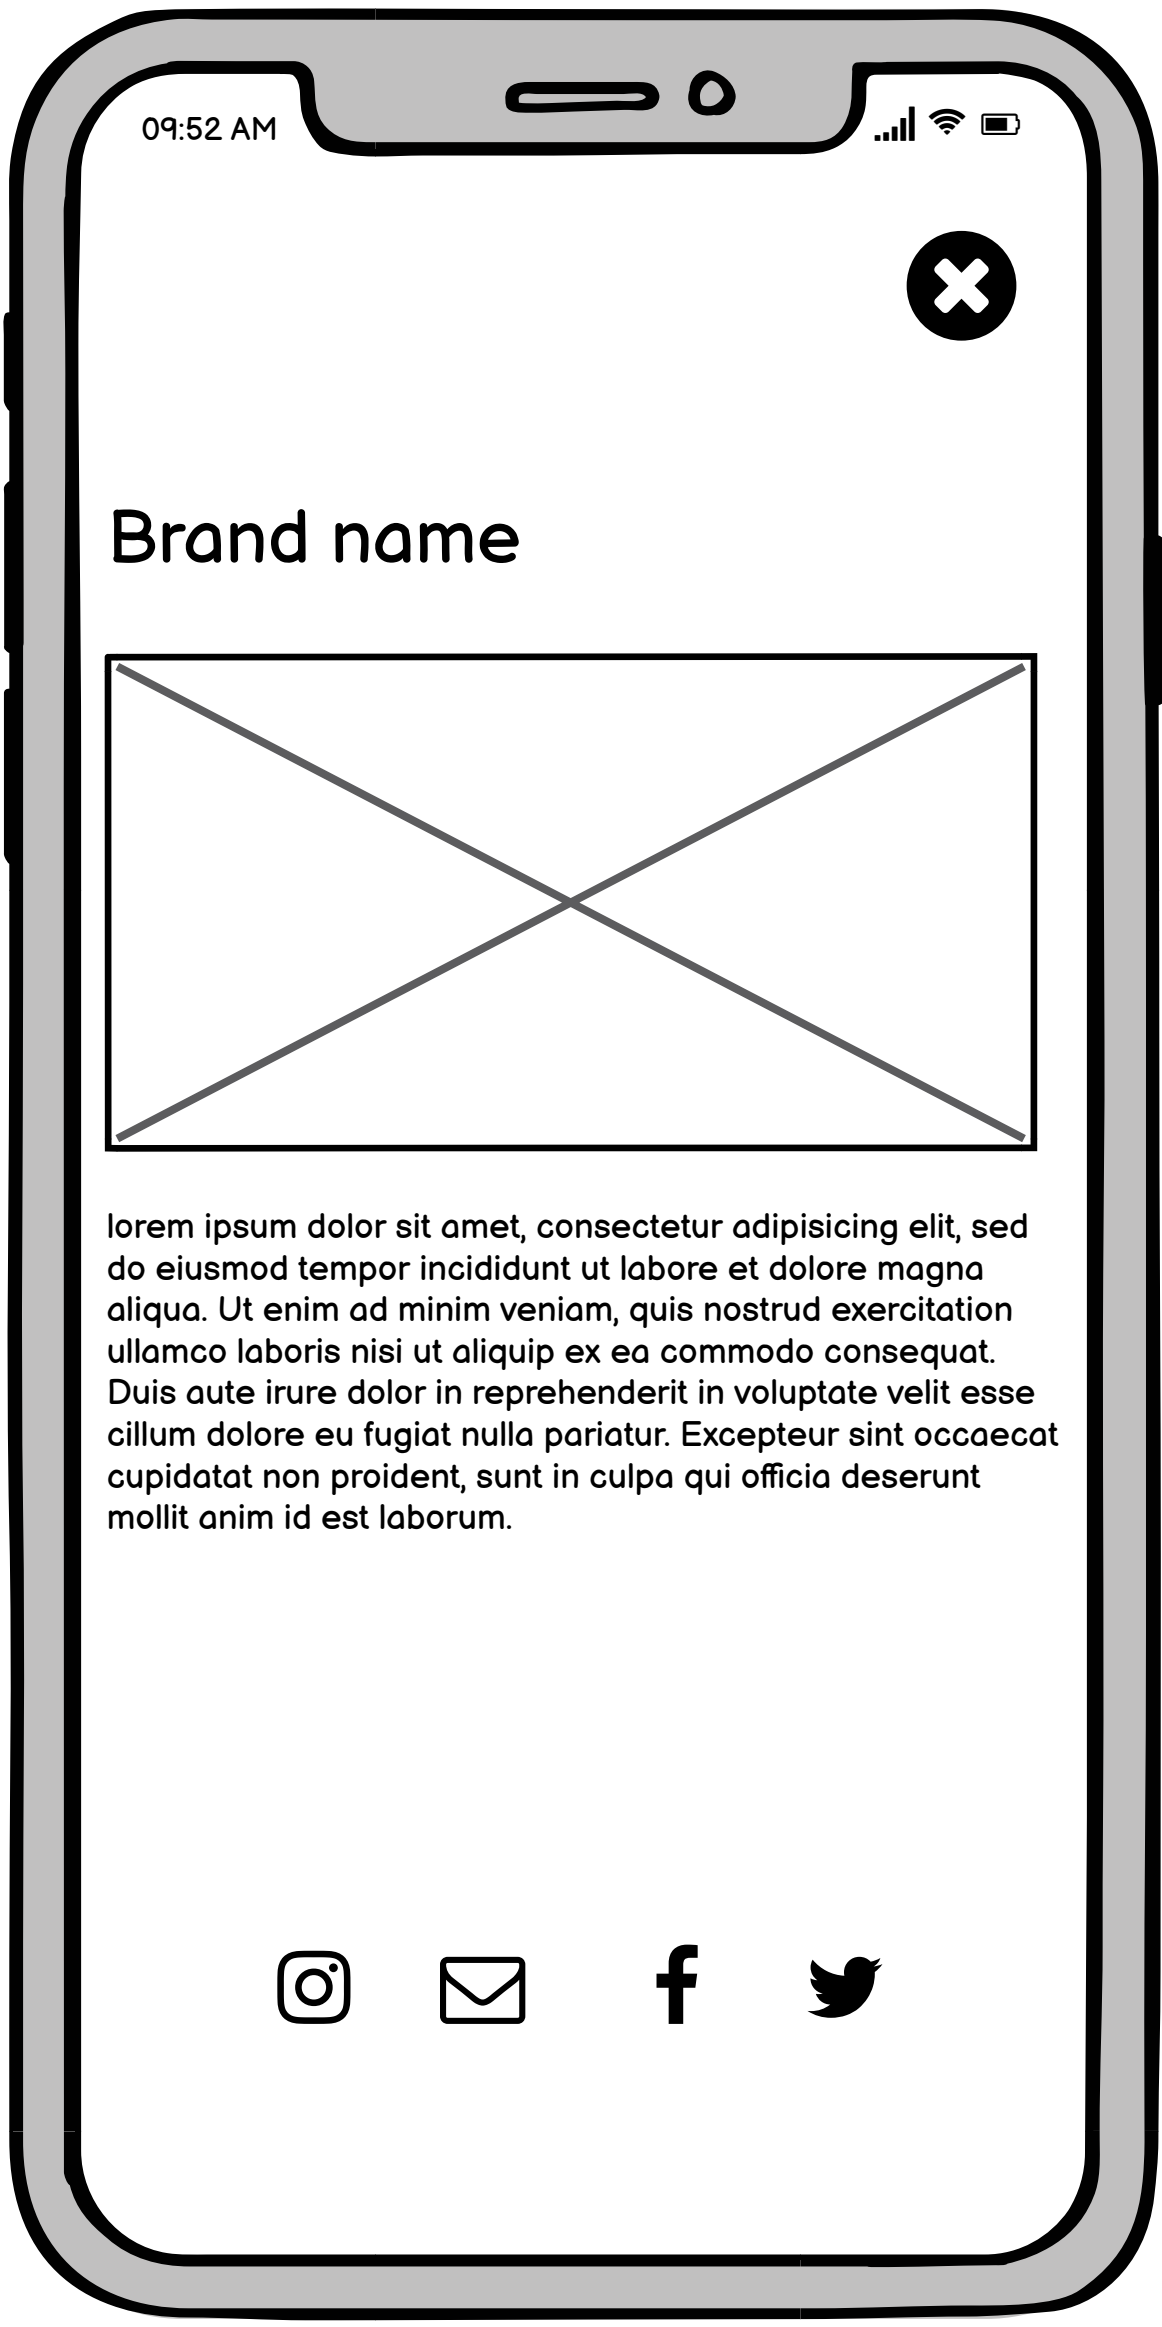 09:52 AM
Brand name
lorem ipsum dolor sit amet, consectetur adipisicing elit, sed
do eiusmod tempor incididunt ut labore et dolore magna
aliqua. Ut enim ad minim veniam, quis nostrud exercitation
ullamco laboris nisi ut aliquip ex ea commodo consequat.
Duis aute irure dolor in reprehenderit in voluptate velit esse
cillum dolore eu fugiat nulla pariatur. Excepteur sint occaecat
cupidatat non proident, sunt in culpa qui officia deserunt
mollit anim id est laborum.